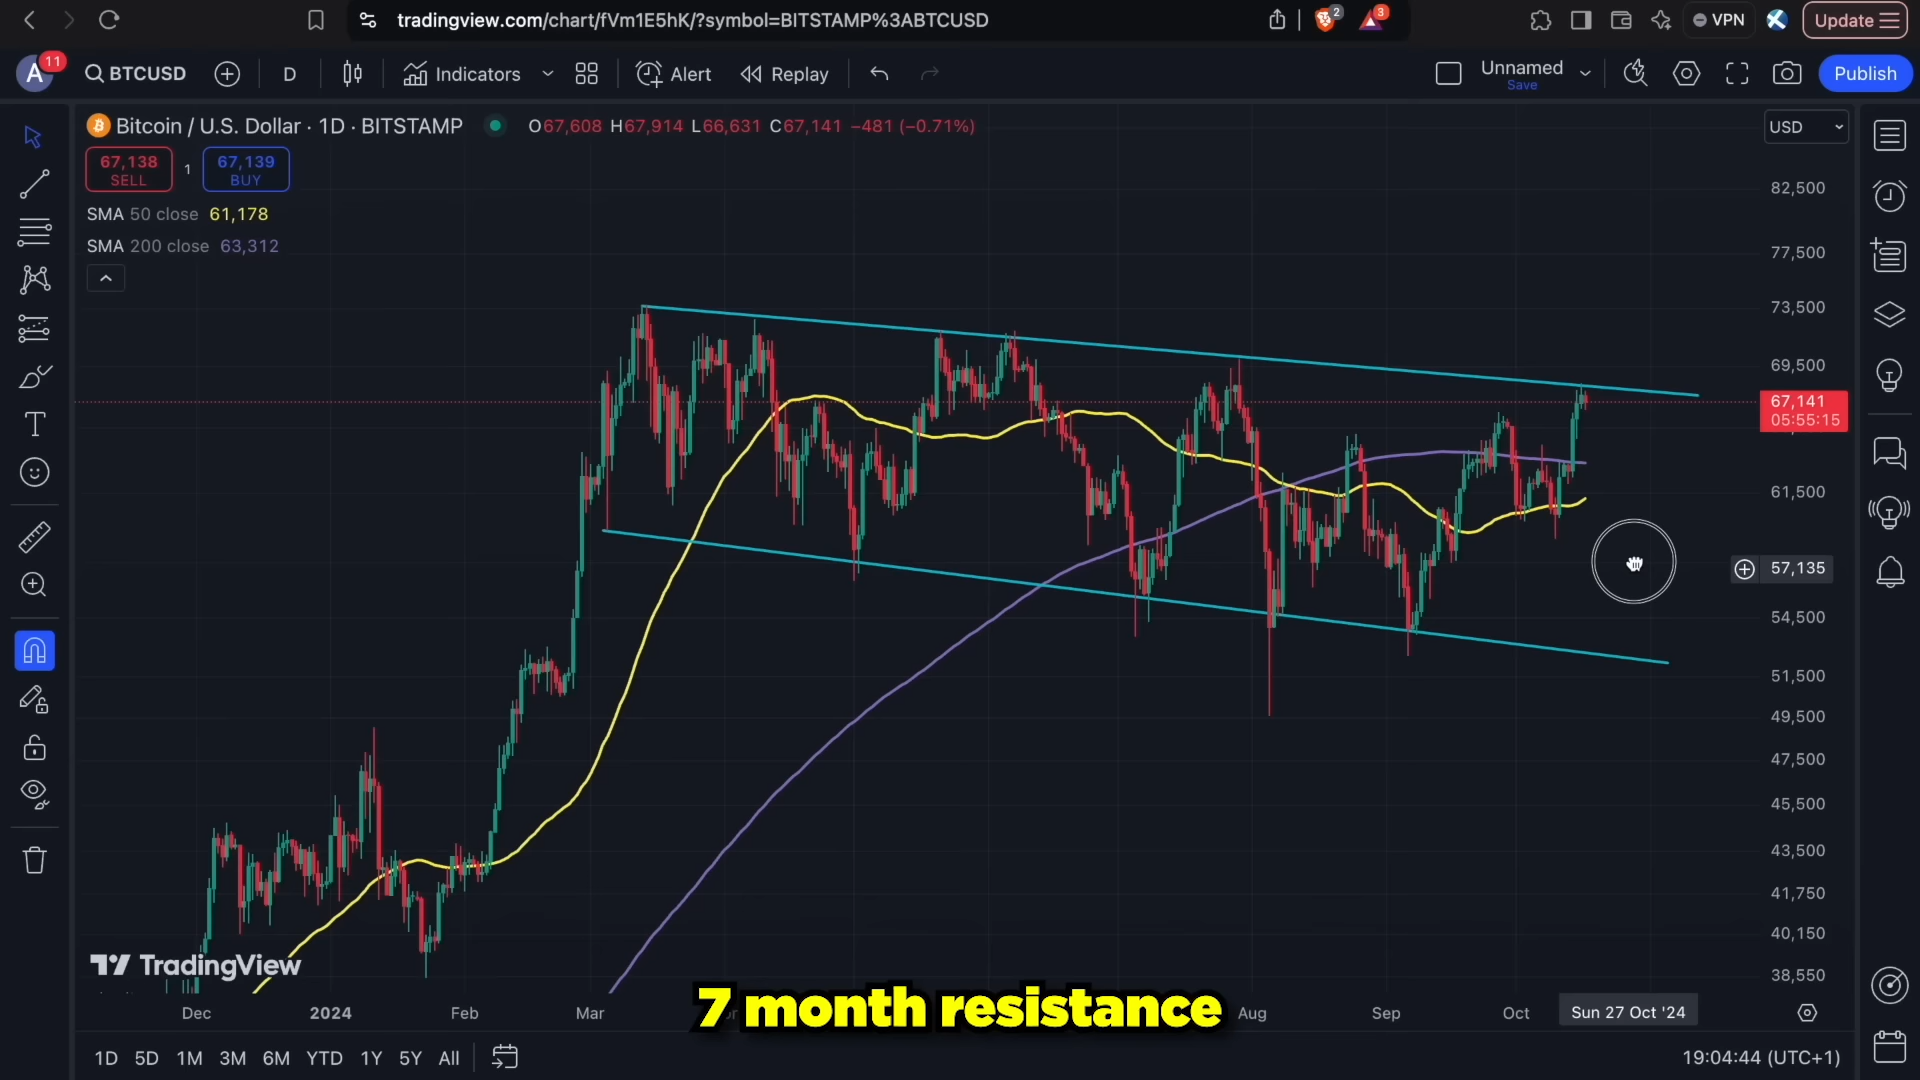 tradingview.com/chart/fVm1E5hK/?symbol=BITSTAMP%3ABTCUSD
2
3
VPN
Update
A
11
BTCUSD
D
Indicators
Alert
Replay
Unnamed
Save
Publish
Bitcoin / U.S. Dollar · 1D · BITSTAMP
O67,608 H67,914 L66,631 C67,141 −481 (−0.71%)
USD
67,138
SELL
1
67,139
BUY
SMA 50 close 61,178
SMA 200 close 63,312
82,500
77,500
73,500
69,500
67,141
05:55:15
61,500
57,135
54,500
51,500
49,500
47,500
45,500
43,500
41,750
40,150
38,550
TradingView
Dec
2024
Feb
Mar
Aug
Sep
Oct
Sun 27 Oct '24
7 month resistance
1D 5D 1M 3M 6M YTD 1Y 5Y All
19:04:44 (UTC+1)